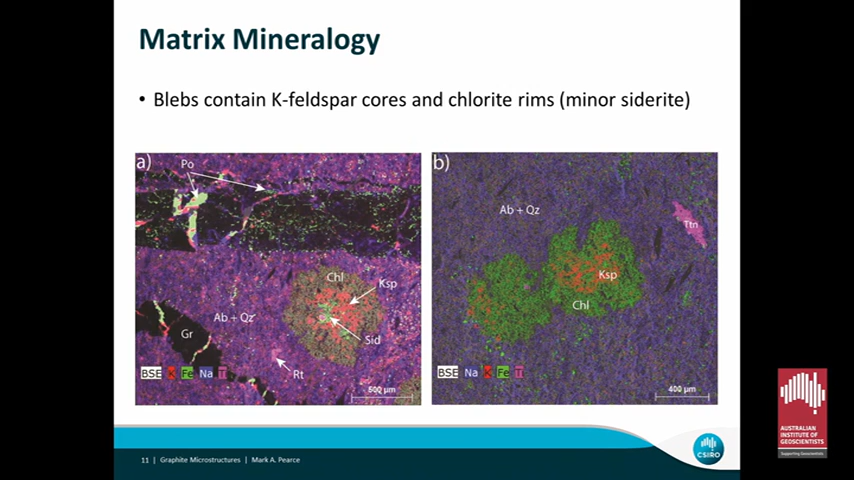 Matrix Mineralogy
• Blebs contain K-feldspar cores and chlorite rims (minor siderite)
a)
Po
Chl
Ksp
Ab + Qz
Gr
Sid
Rt
BSE K Fe Na Ti
500 µm
b)
Ab + Qz
Ttn
Ksp
Chl
BSE Na K Fe Ti
400 µm
11 | Graphite Microstructures | Mark A. Pearce
CSIRO
AUSTRALIAN
INSTITUTE OF
GEOSCIENTISTS
Supporting Geoscientists